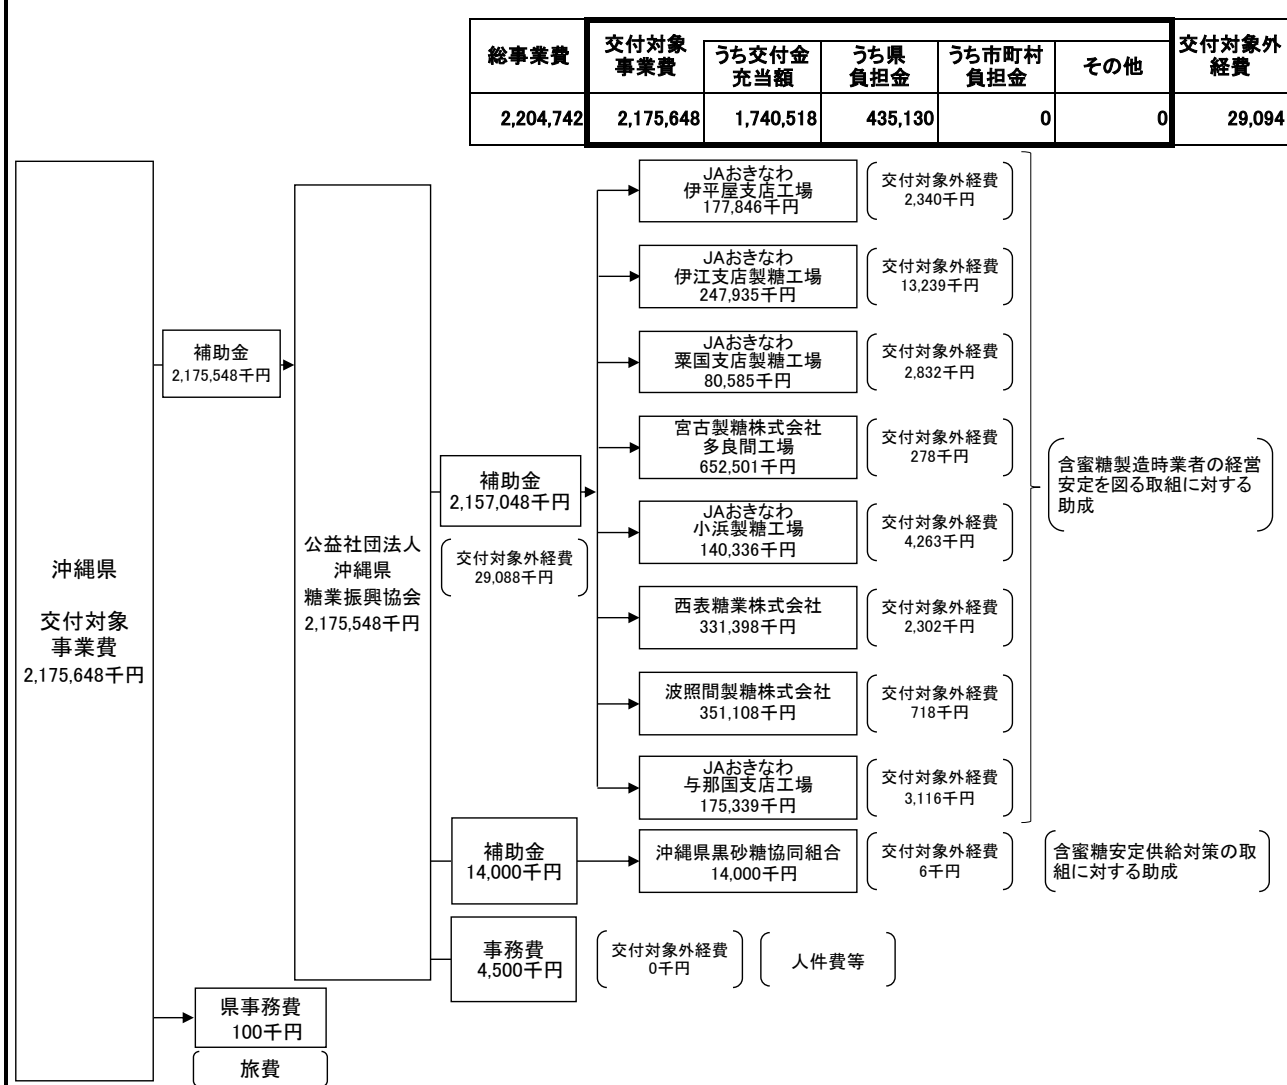 総事業費
交付対象
事業費
うち交付金
充当額
うち県
負担金
うち市町村
負担金
その他
交付対象外
経費
2,204,742
2,175,648
1,740,518
435,130
0
0
29,094
沖縄県
交付対象
事業費
2,175,648千円
補助金
2,175,548千円
公益社団法人
沖縄県
糖業振興協会
2,175,548千円
補助金
2,157,048千円
交付対象外経費
29,088千円
JAおきなわ
伊平屋支店工場
177,846千円
交付対象外経費
2,340千円
JAおきなわ
伊江支店製糖工場
247,935千円
交付対象外経費
13,239千円
JAおきなわ
粟国支店製糖工場
80,585千円
交付対象外経費
2,832千円
宮古製糖株式会社
多良間工場
652,501千円
交付対象外経費
278千円
JAおきなわ
小浜製糖工場
140,336千円
交付対象外経費
4,263千円
西表糖業株式会社
331,398千円
交付対象外経費
2,302千円
波照間製糖株式会社
351,108千円
交付対象外経費
718千円
JAおきなわ
与那国支店工場
175,339千円
交付対象外経費
3,116千円
含蜜糖製造時業者の経営
安定を図る取組に対する
助成
補助金
14,000千円
沖縄県黒砂糖協同組合
14,000千円
交付対象外経費
6千円
含蜜糖安定供給対策の取
組に対する助成
事務費
4,500千円
交付対象外経費
0千円
人件費等
県事務費
100千円
旅費